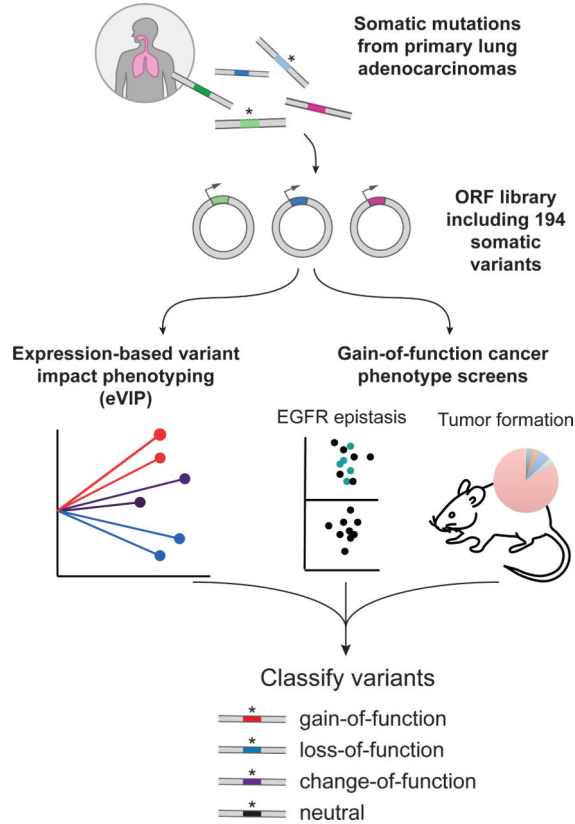 Somatic mutations
from primary lung
adenocarcinomas
*
*
ORF library
including 194
somatic
variants
Expression-based variant
impact phenotyping
(eVIP)
Gain-of-function cancer
phenotype screens
EGFR epistasis
Tumor formation
Classify variants
* gain-of-function
* loss-of-function
* change-of-function
* neutral